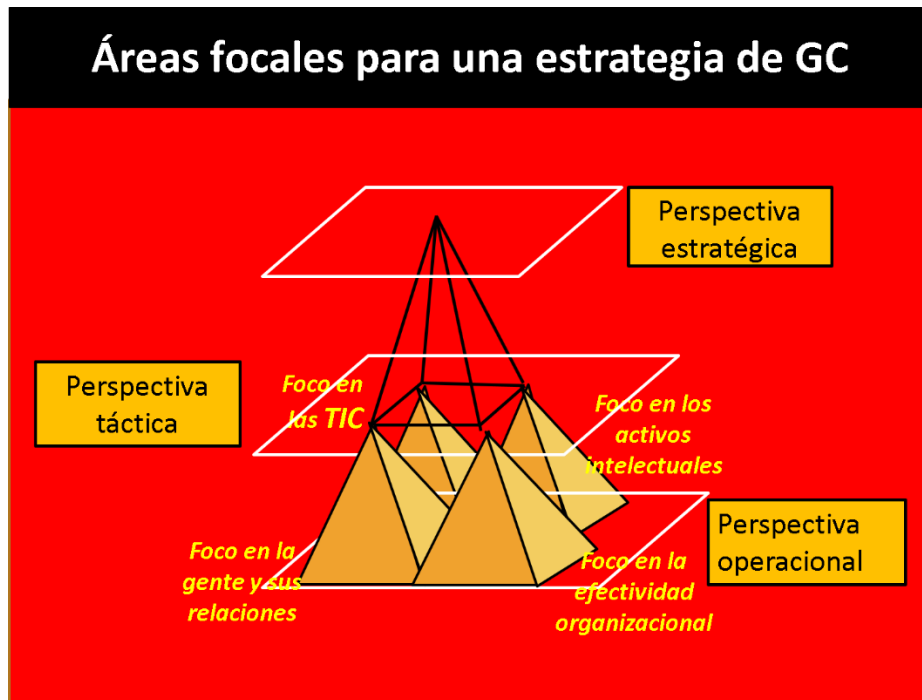 Áreas focales para una estrategia de GC
Perspectiva
estratégica
Perspectiva
táctica
Foco en
las TIC
Foco en los
activos
intelectuales
Perspectiva
operacional
Foco en la
gente y sus
relaciones
Foco en la
efectividad
organizacional